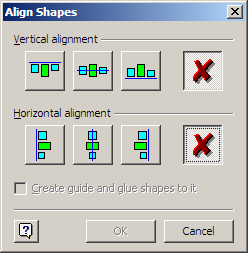 Align Shapes
Vertical alignment
Horizontal alignment
Create guide and glue shapes to it
?
OK
Cancel